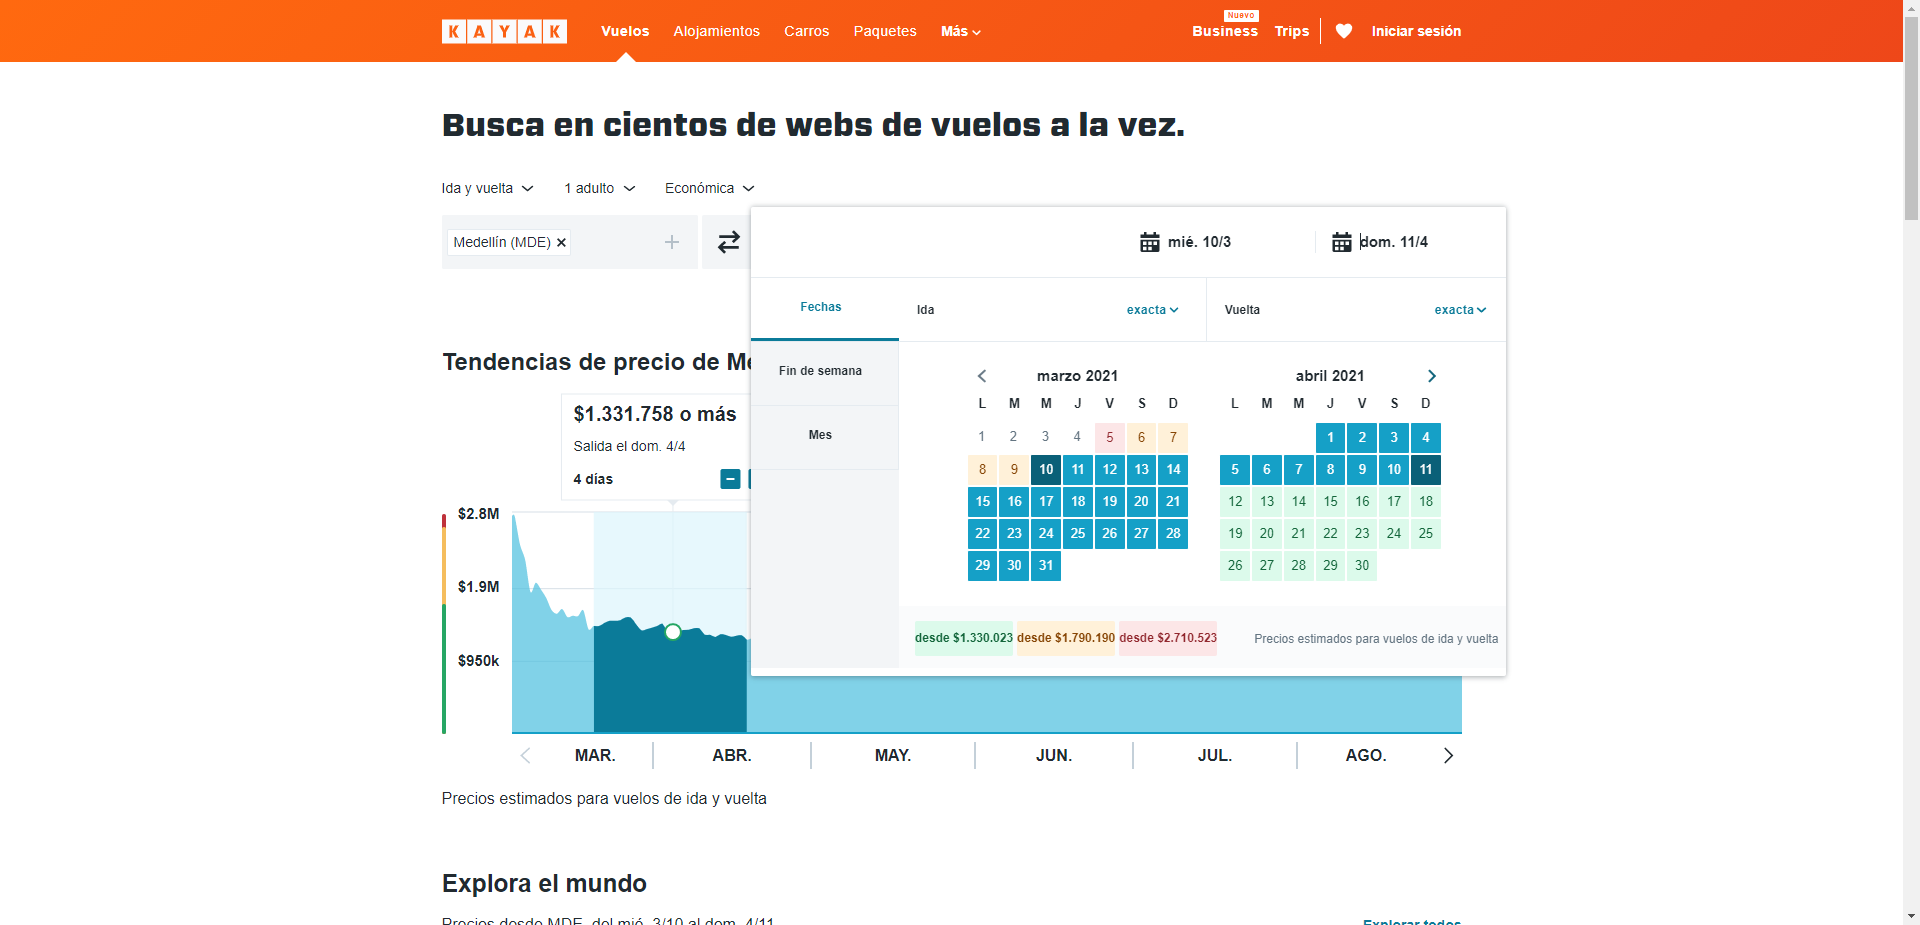 KAYAK Vuelos Alojamientos Carros Paquetes Más Nuevo Business Trips Iniciar sesión
Busca en cientos de webs de vuelos a la vez.
Ida y vuelta 1 adulto Económica
Medellín (MDE) mié. 10/3 dom. 11/4
Fechas Ida exacta Vuelta exacta
Fin de semana
Mes
marzo 2021
L M M J V S D
1 2 3 4 5 6 7
8 9 10 11 12 13 14
15 16 17 18 19 20 21
22 23 24 25 26 27 28
29 30 31
abril 2021
L M M J V S D
1 2 3 4
5 6 7 8 9 10 11
12 13 14 15 16 17 18
19 20 21 22 23 24 25
26 27 28 29 30
desde $1.330.023 desde $1.790.190 desde $2.710.523 Precios estimados para vuelos de ida y vuelta
Tendencias de precio de
$1.331.758 o más
Salida el dom. 4/4
4 días
$2.8M
$1.9M
$950k
MAR. ABR. MAY. JUN. JUL. AGO.
Precios estimados para vuelos de ida y vuelta
Explora el mundo
Precios desde MDE, del mié. 3/10 al dom. 4/11 Explorar todos